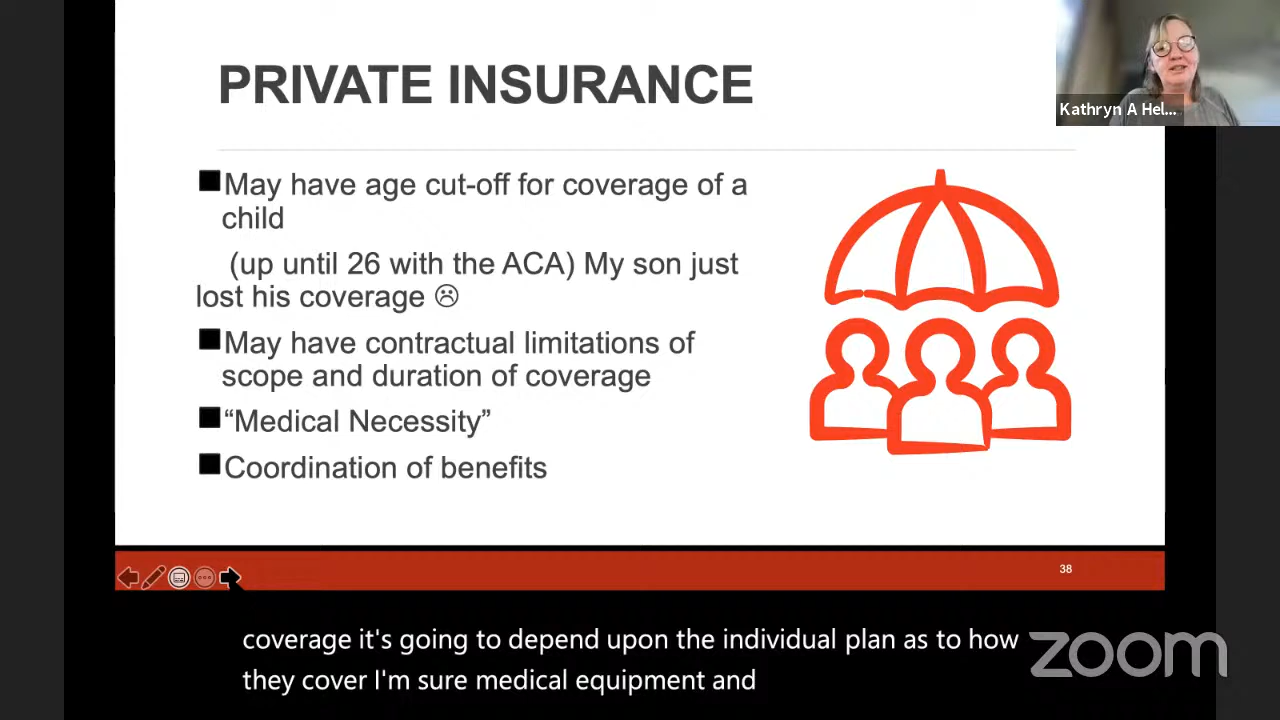 PRIVATE INSURANCE
Kathryn A Hel...
May have age cut-off for coverage of a
child
(up until 26 with the ACA) My son just
lost his coverage ☹
May have contractual limitations of
scope and duration of coverage
“Medical Necessity”
Coordination of benefits
38
coverage it's going to depend upon the individual plan as to how
they cover I'm sure medical equipment and
zoom